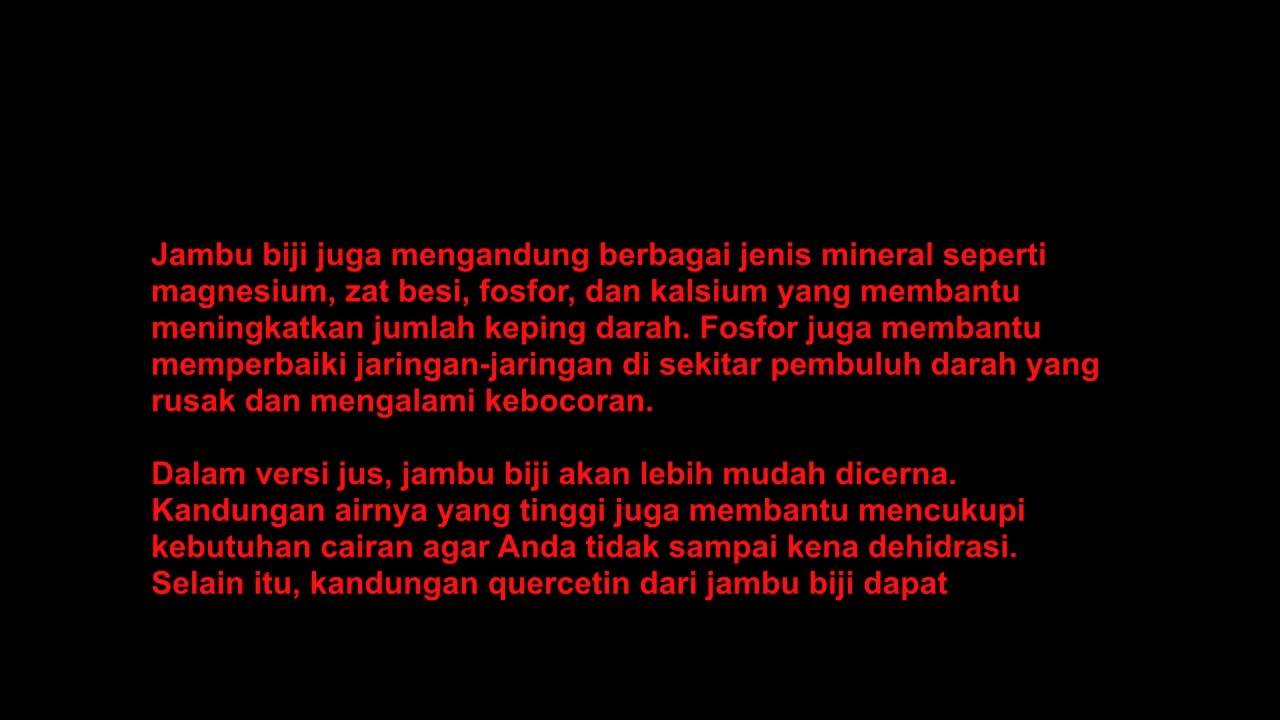 Jambu biji juga mengandung berbagai jenis mineral seperti
magnesium, zat besi, fosfor, dan kalsium yang membantu
meningkatkan jumlah keping darah. Fosfor juga membantu
memperbaiki jaringan-jaringan di sekitar pembuluh darah yang
rusak dan mengalami kebocoran.
Dalam versi jus, jambu biji akan lebih mudah dicerna.
Kandungan airnya yang tinggi juga membantu mencukupi
kebutuhan cairan agar Anda tidak sampai kena dehidrasi.
Selain itu, kandungan quercetin dari jambu biji dapat